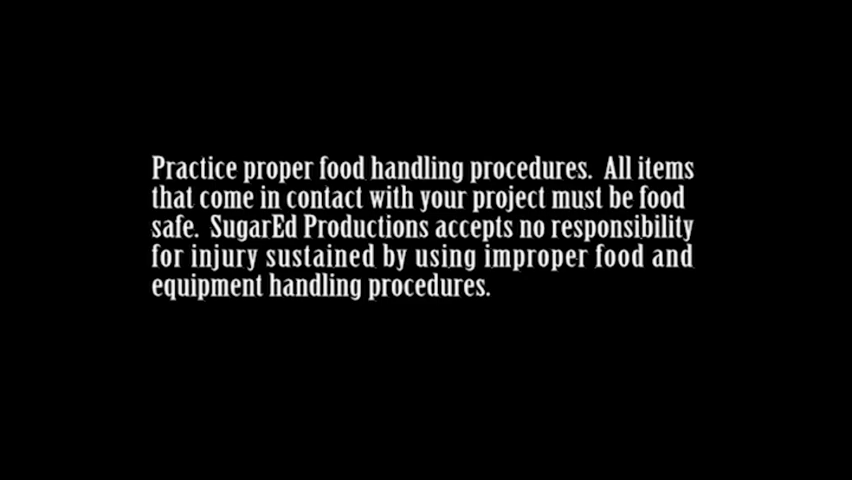 Practice proper food handling procedures.  All items
that come in contact with your project must be food
safe.  SugarEd Productions accepts no responsibility
for injury sustained by using improper food and
equipment handling procedures.